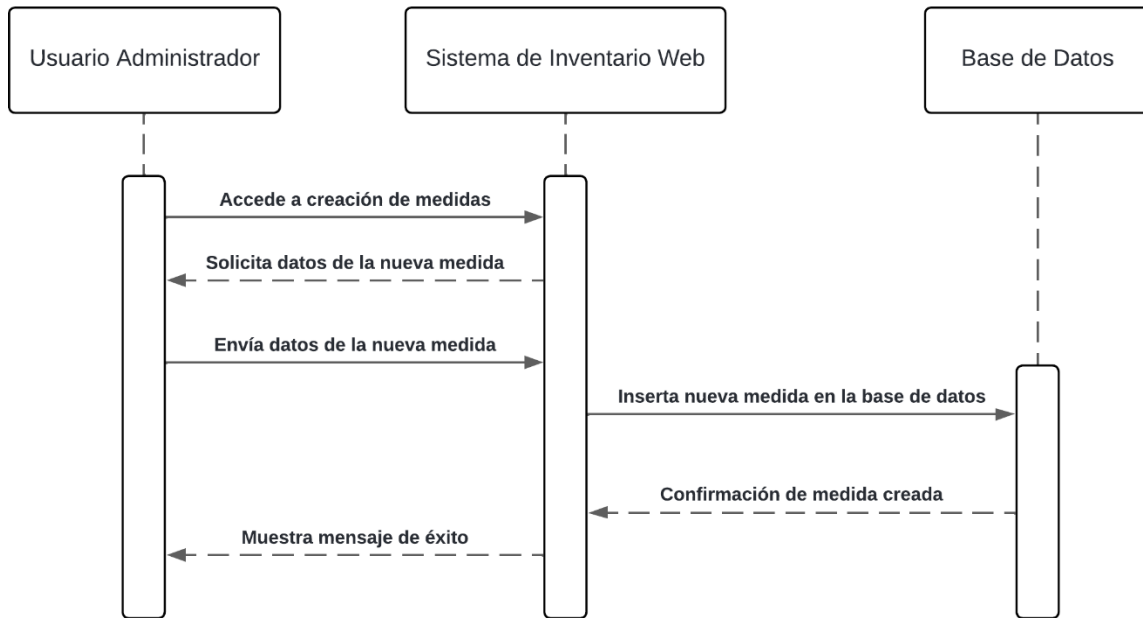 Usuario Administrador
Sistema de Inventario Web
Base de Datos
Accede a creación de medidas
Solicita datos de la nueva medida
Envía datos de la nueva medida
Inserta nueva medida en la base de datos
Confirmación de medida creada
Muestra mensaje de éxito